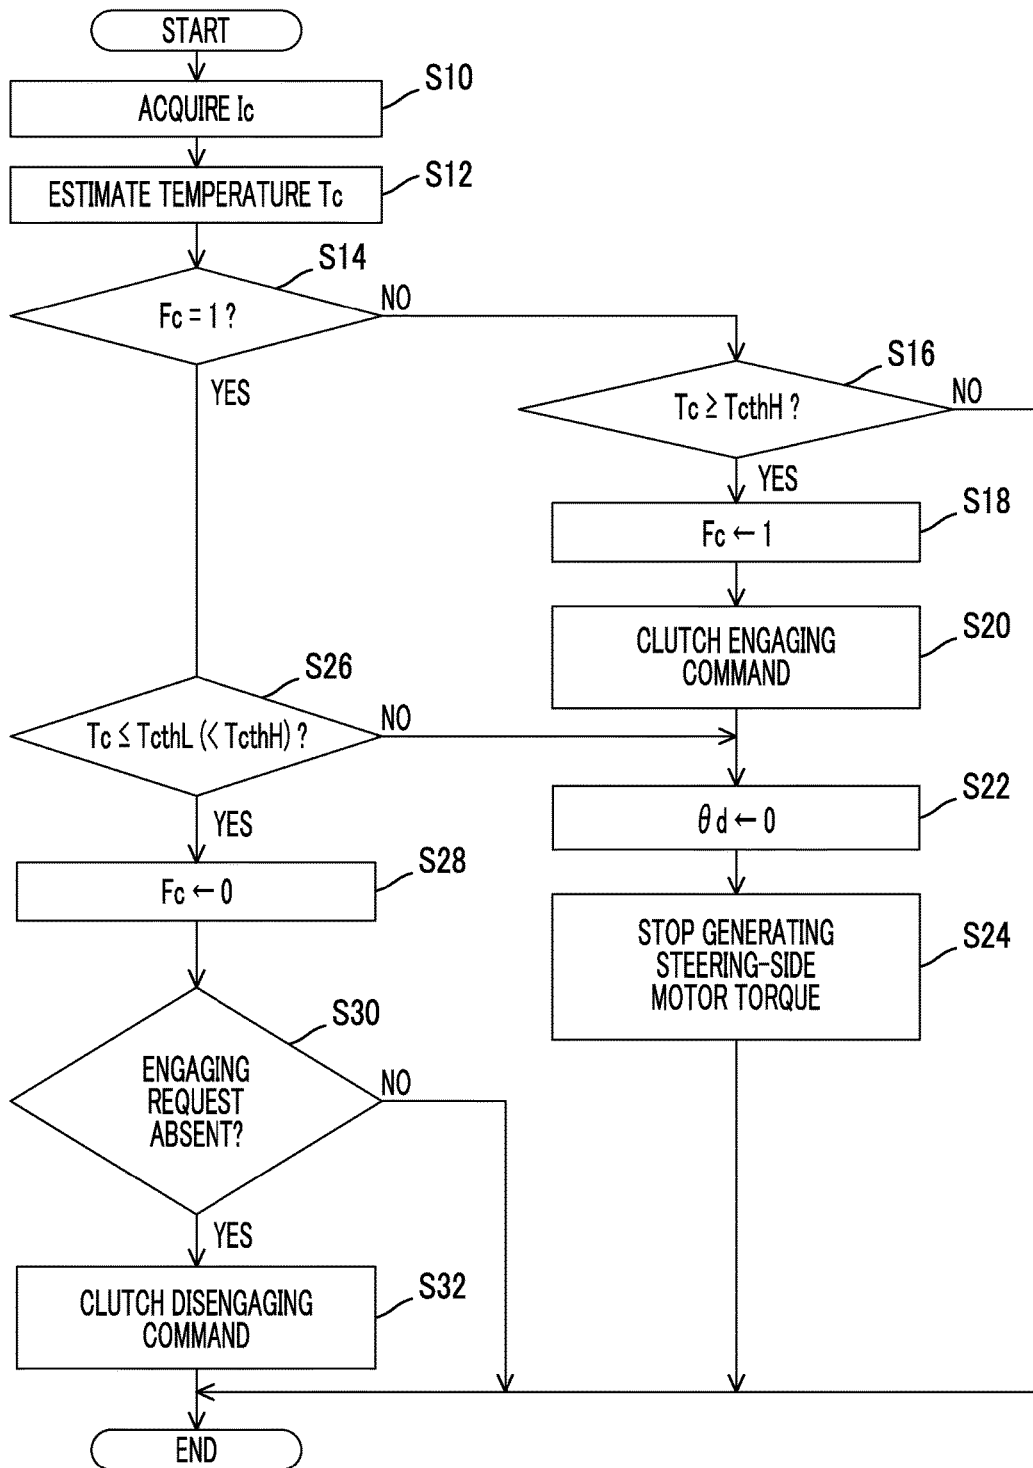 START
S10
ACQUIRE Ic
S12
ESTIMATE TEMPERATURE Tc
S14
Fc = 1 ?
NO
YES
S16
Tc ≥ TcthH ?
NO
YES
S18
Fc ← 1
S20
CLUTCH ENGAGING
COMMAND
S26
Tc ≤ TcthL (< TcthH) ?
NO
YES
S22
θd ← 0
S28
Fc ← 0
S24
STOP GENERATING
STEERING-SIDE
MOTOR TORQUE
S30
ENGAGING
REQUEST
ABSENT?
NO
YES
S32
CLUTCH DISENGAGING
COMMAND
END